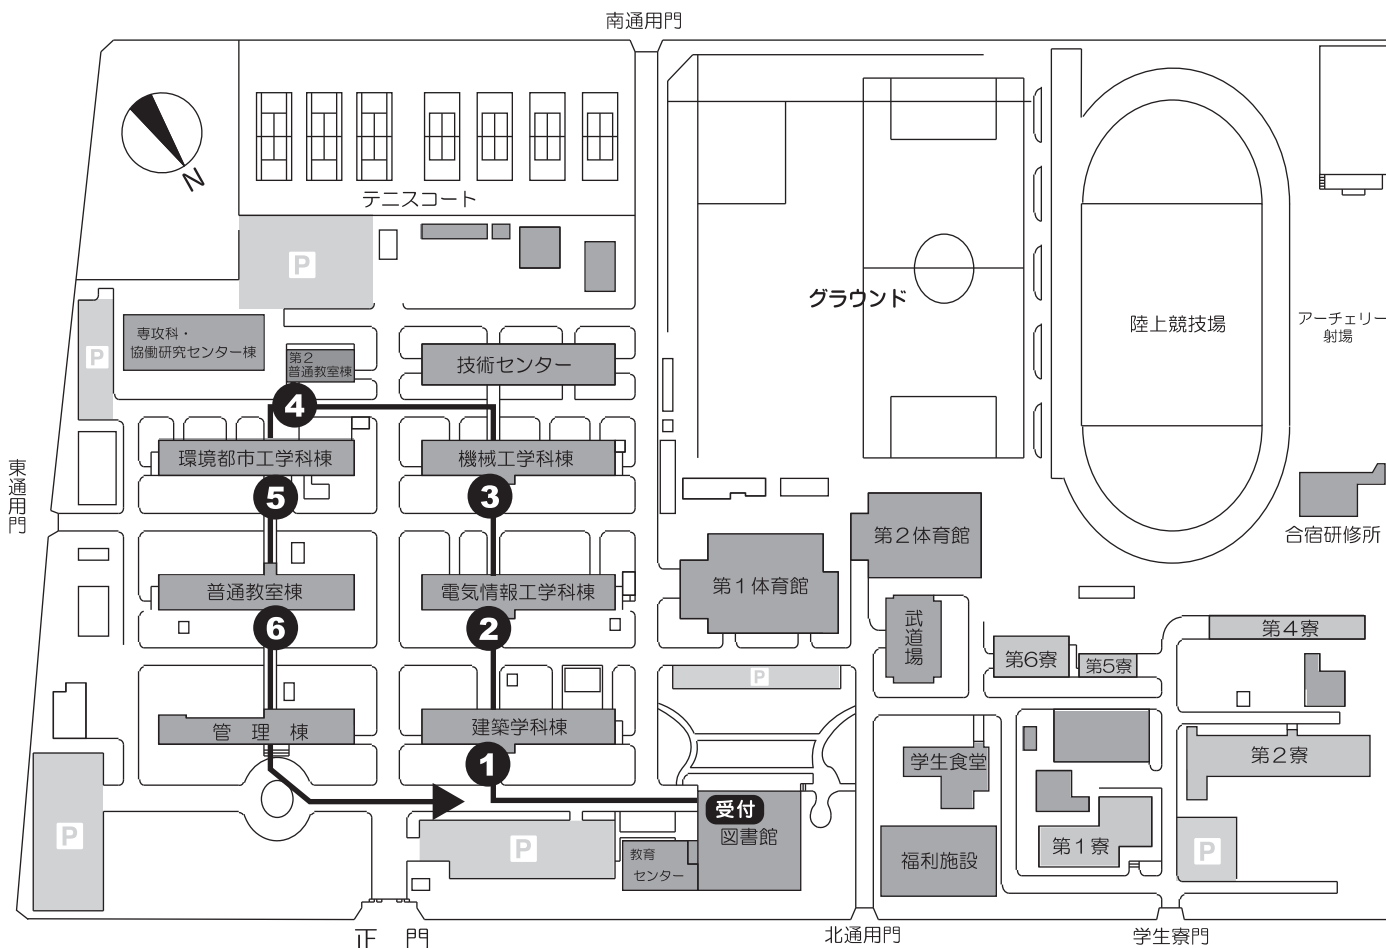 南通用門
N
テニスコート
P
グラウンド
陸上競技場
アーチェリー
射場
専攻科・
協働研究センター棟
P
第2
普通教室棟
技術センター
4
環境都市工学科棟
機械工学科棟
東通用門
5
3
合宿研修所
第2体育館
第1体育館
普通教室棟
電気情報工学科棟
武道場
6
2
第4寮
第6寮
第5寮
P
管理棟
建築学科棟
1
学生食堂
第2寮
受付
図書館
P
P
教育
センター
福利施設
第1寮
P
正門
北通用門
学生寮門